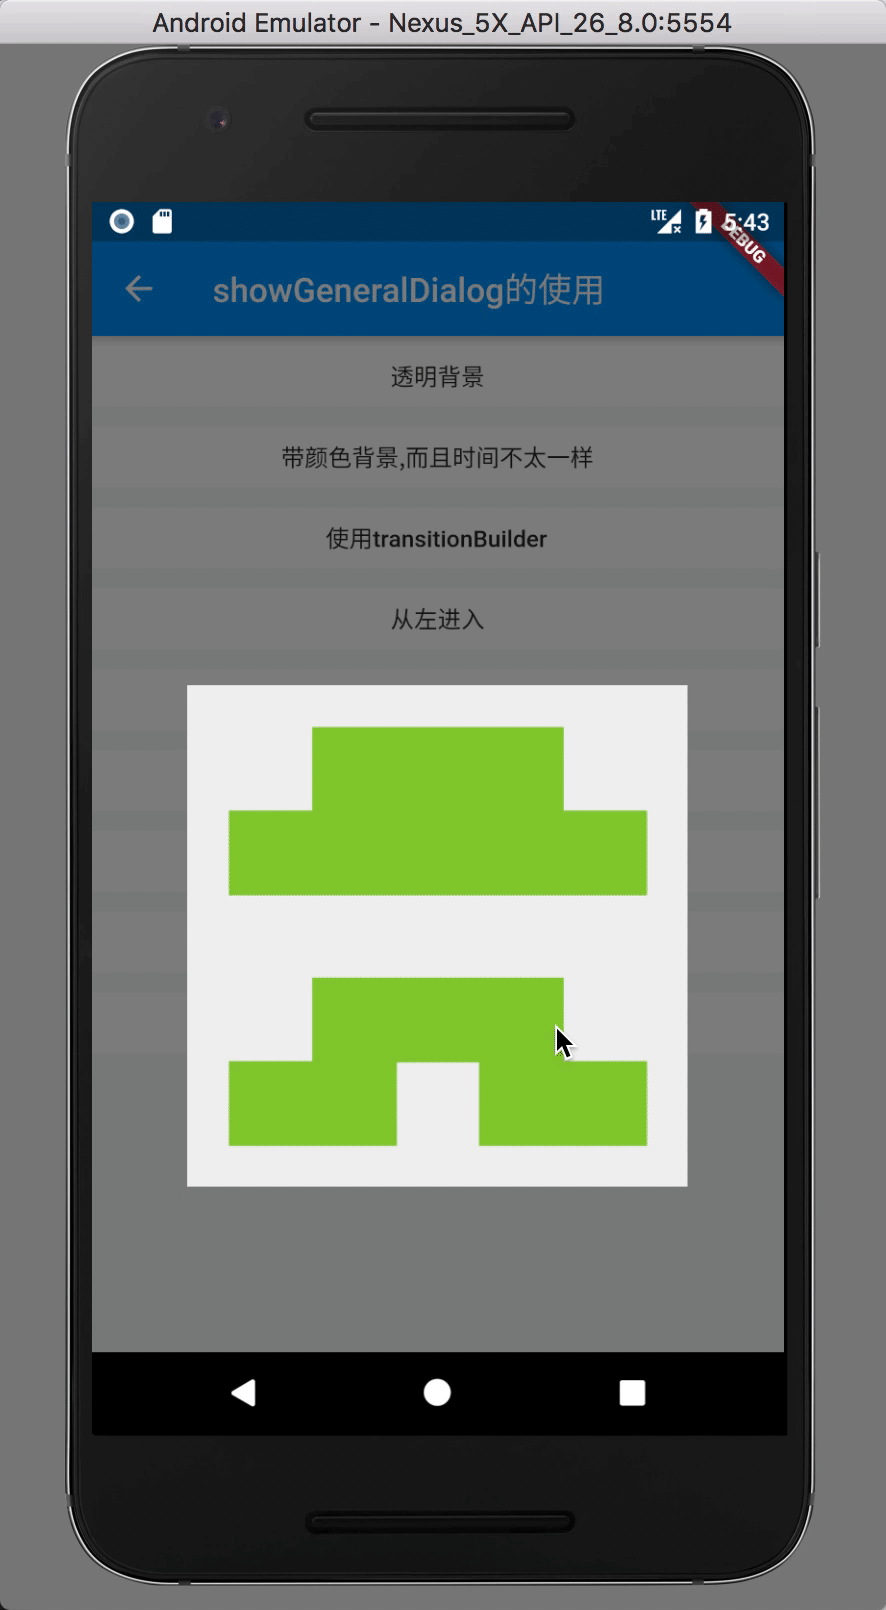 Android Emulator - Nexus_5X_API_26_8.0:5554
LTE 5:43
DEBUG
showGeneralDialog的使用
透明背景
带颜色背景,而且时间不太一样
使用transitionBuilder
从左进入